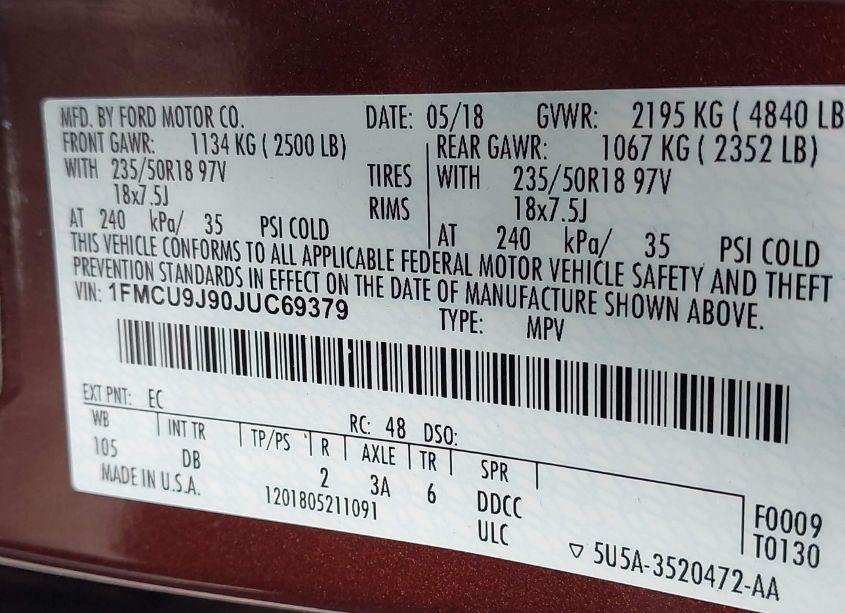 MFD. BY FORD MOTOR CO. DATE: 05/18 GVWR: 2195 KG ( 4840 LB
FRONT GAWR: 1134 KG ( 2500 LB) REAR GAWR: 1067 KG ( 2352 LB)
WITH 235/50R18 97V TIRES WITH 235/50R18 97V
18x7.5J RIMS 18x7.5J
AT 240 kPa/ 35 PSI COLD AT 240 kPa/ 35 PSI COLD
THIS VEHICLE CONFORMS TO ALL APPLICABLE FEDERAL MOTOR VEHICLE SAFETY AND THEFT
PREVENTION STANDARDS IN EFFECT ON THE DATE OF MANUFACTURE SHOWN ABOVE.
VIN: 1FMCU9J90JUC69379 TYPE: MPV
EXT PNT: EC RC: 48 DSO:
WB INT TR TP/PS R AXLE TR SPR
105 DB 2 3A 6 DDCC F0009
MADE IN U.S.A. 1201805211091 ULC T0130
5U5A-3520472-AA